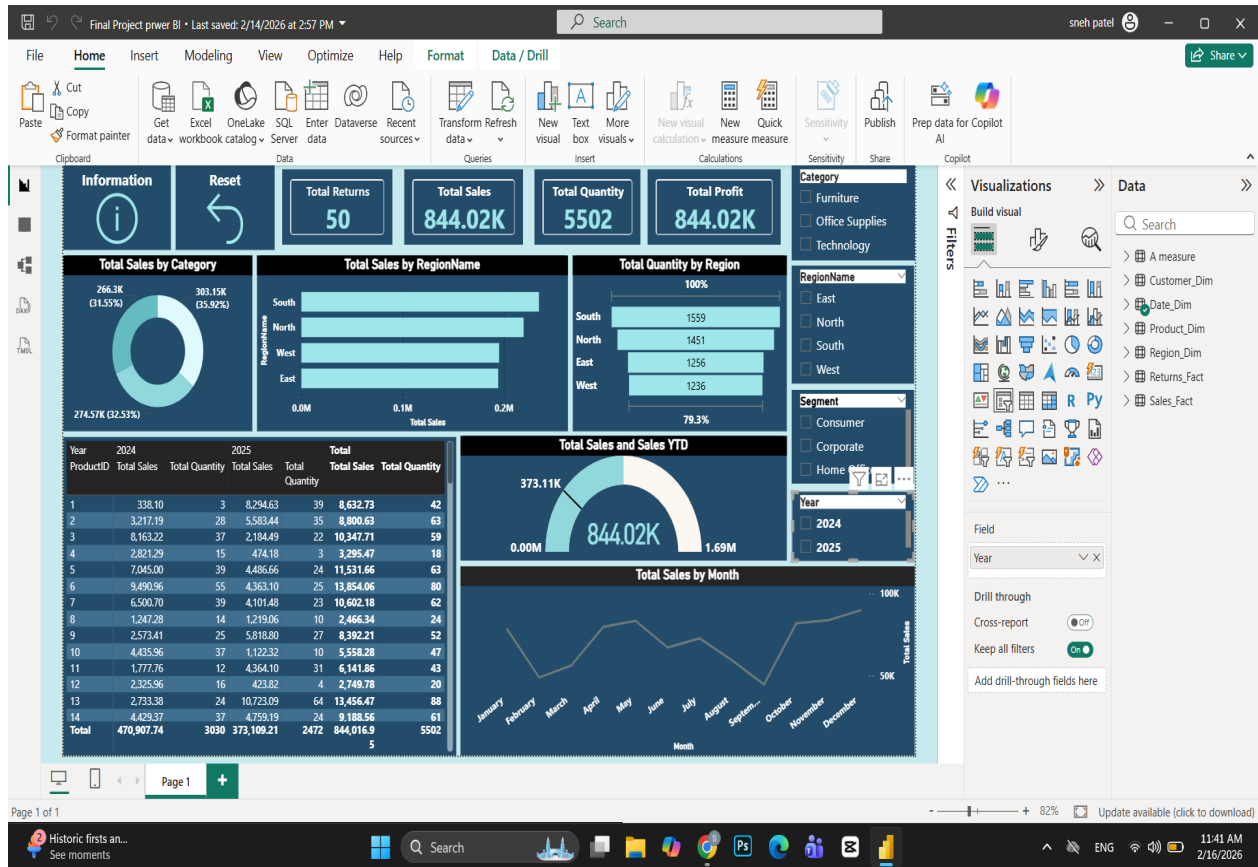 Final Project prwer BI • Last saved: 2/14/2026 at 2:57 PM
Search
sneh patel
File Home Insert Modeling View Optimize Help Format Data / Drill
Share
Paste
Cut
Copy
Format painter
Get data
Excel workbook
OneLake catalog
SQL Server
Enter data
Dataverse
Recent sources
Transform data
Refresh
New visual
Text box
More visuals
New visual calculation
New measure
Quick measure
Sensitivity
Publish
Prep data for AI
Copilot
Clipboard
Data
Queries
Insert
Calculations
Sensitivity
Share
Copilot
Information
Reset
Total Returns
50
Total Sales
844.02K
Total Quantity
5502
Total Profit
844.02K
Category
Furniture
Office Supplies
Technology
Total Sales by Category
266.3K
(31.55%)
303.15K
(35.92%)
274.57K (32.53%)
Total Sales by RegionName
RegionName
South
North
West
East
0.0M 0.1M 0.2M
Total Sales
Total Quantity by Region
100%
South 1559
North 1451
East 1256
West 1236
79.3%
RegionName
East
North
South
West
Segment
Consumer
Corporate
Home Office
Year
2024
2025
Year 2024 2025 Total
ProductID Total Sales Total Quantity Total Sales Total Quantity Total Sales Total Quantity
1 338.10 3 8,294.63 39 8,632.73 42
2 3,217.19 28 5,583.44 35 8,800.63 63
3 8,163.22 37 2,184.49 22 10,347.71 59
4 2,821.29 15 474.18 3 3,295.47 18
5 7,045.00 39 4,486.66 24 11,531.66 63
6 9,490.96 55 4,363.10 25 13,854.06 80
7 6,500.70 39 4,101.48 23 10,602.18 62
8 1,247.28 14 1,219.06 10 2,466.34 24
9 2,573.41 25 5,818.80 27 8,392.21 52
10 4,435.96 37 1,122.32 10 5,558.28 47
11 1,777.76 12 4,364.10 31 6,141.86 43
12 2,325.96 16 423.82 4 2,749.78 20
13 2,733.38 24 10,723.09 64 13,456.47 88
14 4,429.37 37 4,759.19 24 9,188.56 61
Total 470,907.74 3030 373,109.21 2472 844,016.9 5502
5
Total Sales and Sales YTD
373.11K
0.00M
844.02K
1.69M
Total Sales by Month
100K
50K
Total Sales
January February March April May June July August Septem... October November December
Month
Filters
Visualizations
Build visual
R Py
123
...
Field
Year
Drill through
Cross-report
Off
Keep all filters
On
Add drill-through fields here
Data
Search
A measure
Customer_Dim
Date_Dim
Product_Dim
Region_Dim
Returns_Fact
Sales_Fact
DAX
TMDL
Page 1
Page 1 of 1
82%
Update available (click to download)
2
Historic firsts an...
See moments
Search
S
Ps
ENG
11:41 AM
2/16/2026